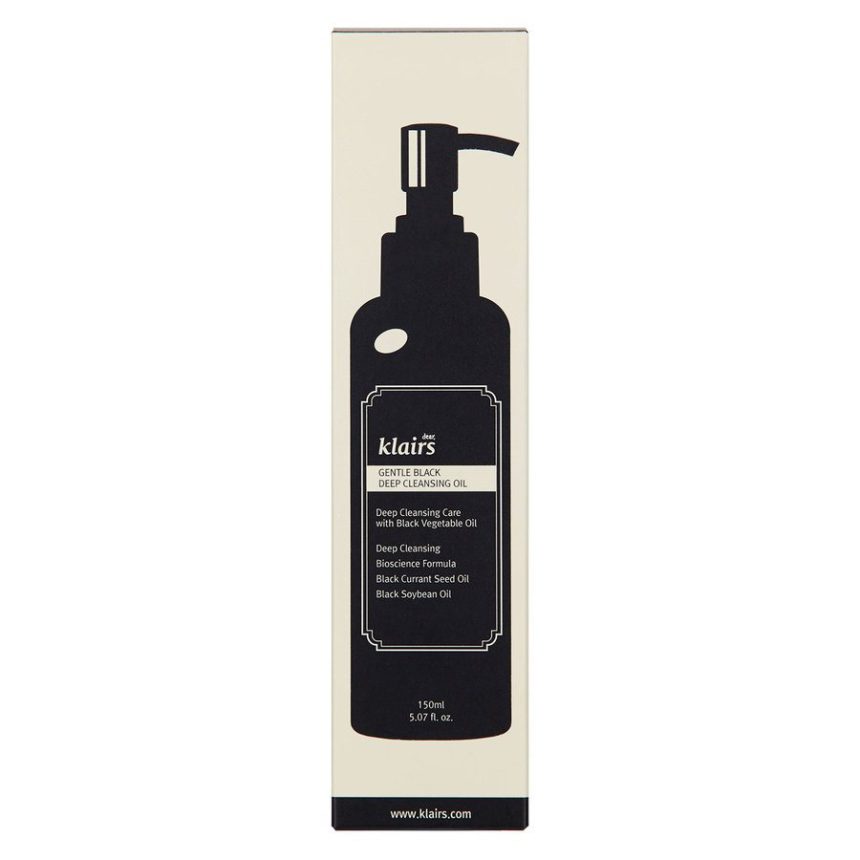 dear,
klairs
GENTLE BLACK
DEEP CLEANSING OIL
Deep Cleansing Care
with Black Vegetable Oil
Deep Cleansing
Bioscience Formula
Black Currant Seed Oil
Black Soybean Oil
150ml
5.07 fl. oz.
www.klairs.com